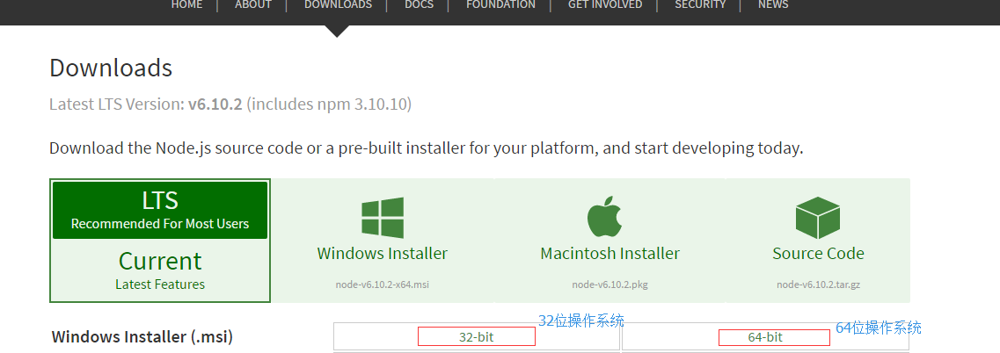 HOME | ABOUT | DOWNLOADS | DOCS | FOUNDATION | GET INVOLVED | SECURITY | NEWS
Downloads
Latest LTS Version: v6.10.2 (includes npm 3.10.10)
Download the Node.js source code or a pre-built installer for your platform, and start developing today.
LTS
Recommended For Most Users
Current
Latest Features
Windows Installer
node-v6.10.2-x64.msi
Macintosh Installer
node-v6.10.2.pkg
Source Code
node-v6.10.2.tar.gz
Windows Installer (.msi)
32-bit
32位操作系统
64-bit
64位操作系统